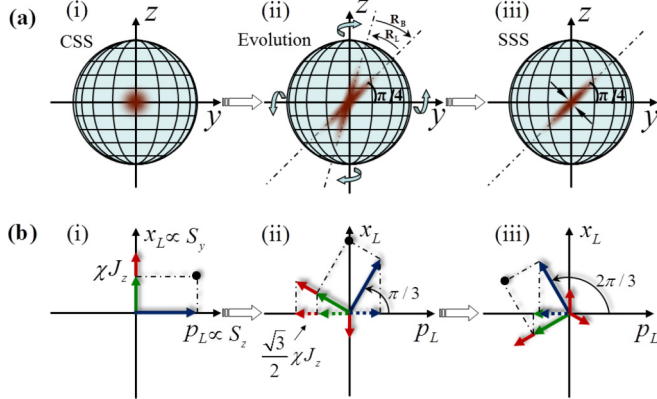 (a)
(i)
CSS
z
y
(ii)
Evolution
z
R_B
R_L
π/4
y
(iii)
SSS
z
π/4
y
(b)
(i)
x_L ∝ S_y
χJ_z
p_L ∝ S_z
(ii)
x_L
π/3
p_L
√3/2 χJ_z
(iii)
x_L
2π/3
p_L